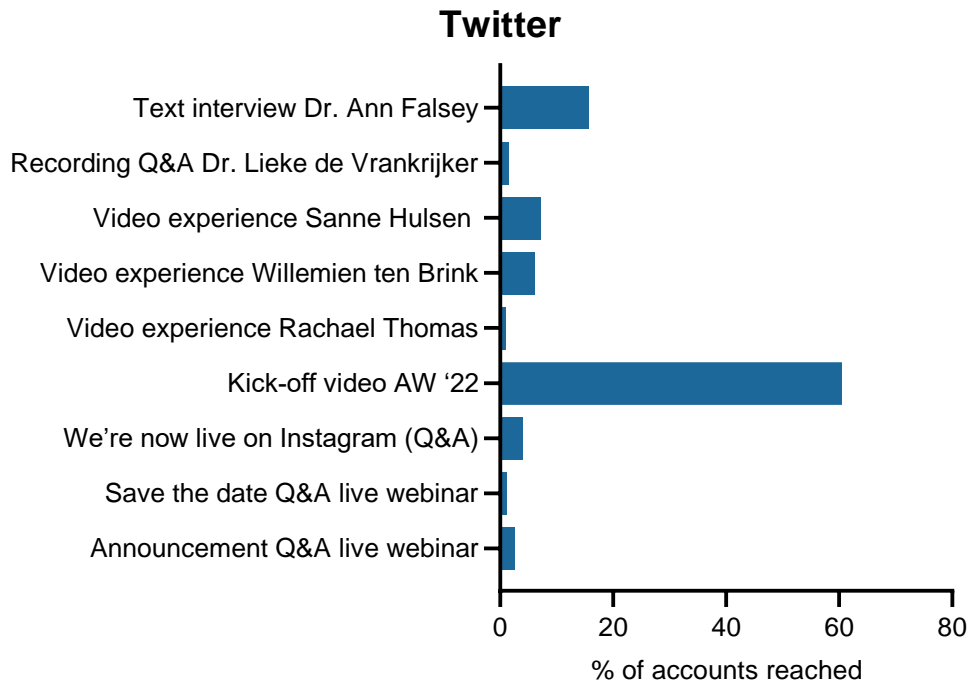 Twitter
Text interview Dr. Ann Falsey
Recording Q&A Dr. Lieke de Vrankrijker
Video experience Sanne Hulsen
Video experience Willemien ten Brink
Video experience Rachael Thomas
Kick-off video AW ‘22
We’re now live on Instagram (Q&A)
Save the date Q&A live webinar
Announcement Q&A live webinar
0 20 40 60 80
% of accounts reached